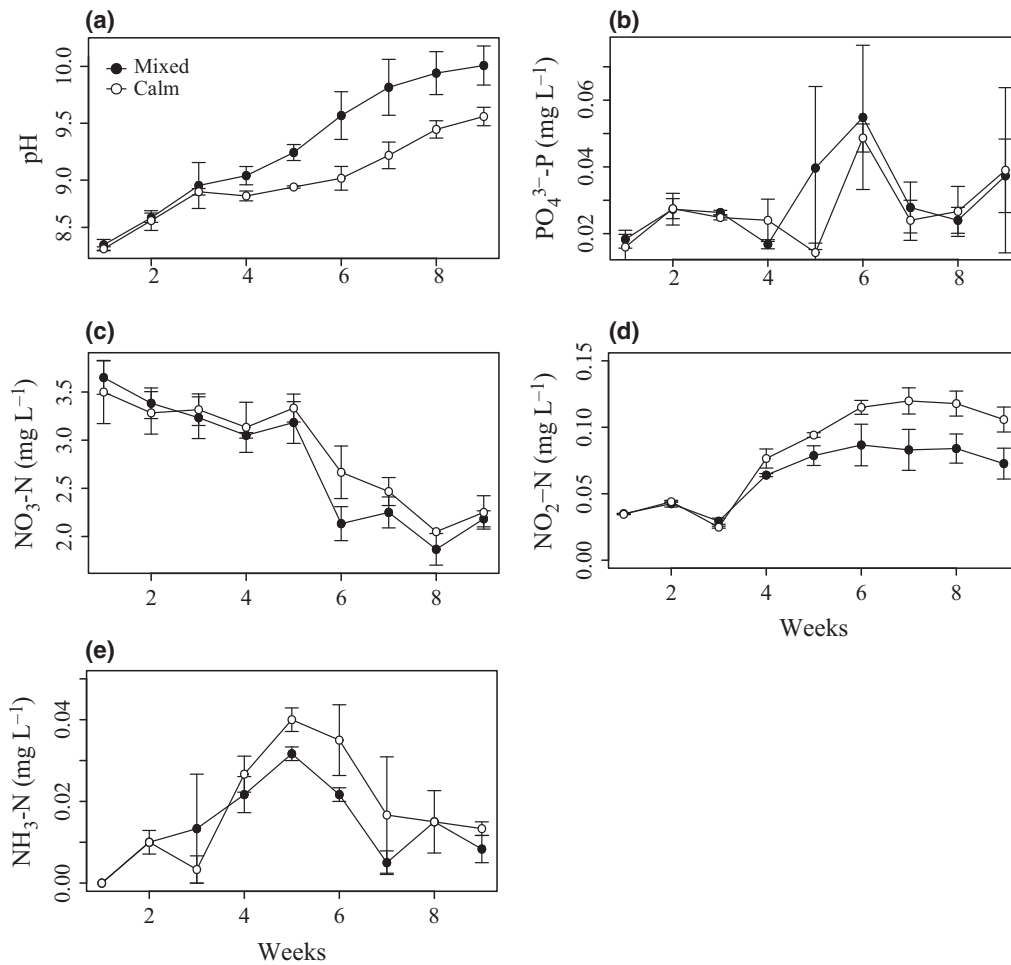 (a)
Mixed
Calm
pH
8.5 9.0 9.5 10.0
2 4 6 8
(b)
PO₄³⁻-P (mg L⁻¹)
0.02 0.04 0.06
2 4 6 8
(c)
NO₃-N (mg L⁻¹)
2.0 2.5 3.0 3.5
2 4 6 8
(d)
NO₂−N (mg L⁻¹)
0.00 0.05 0.10 0.15
2 4 6 8
Weeks
(e)
NH₃-N (mg L⁻¹)
0.00 0.02 0.04
2 4 6 8
Weeks